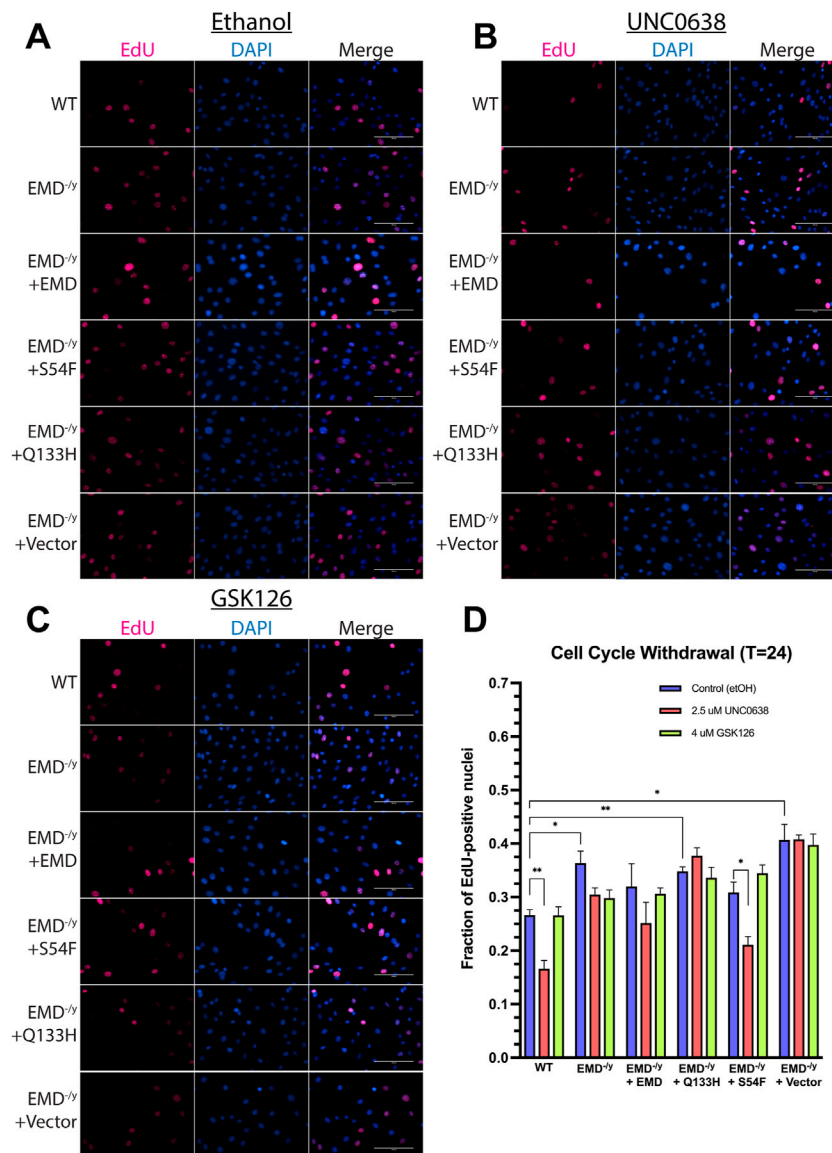 A
Ethanol
EdU DAPI Merge
WT
EMD-/y
EMD-/y
+EMD
EMD-/y
+S54F
EMD-/y
+Q133H
EMD-/y
+Vector
B
UNC0638
EdU DAPI Merge
WT
EMD-/y
EMD-/y
+EMD
EMD-/y
+S54F
EMD-/y
+Q133H
EMD-/y
+Vector
C
GSK126
EdU DAPI Merge
WT
EMD-/y
EMD-/y
+EMD
EMD-/y
+S54F
EMD-/y
+Q133H
EMD-/y
+Vector
D
Cell Cycle Withdrawal (T=24)
Control (etOH)
2.5 uM UNC0638
4 uM GSK126
Fraction of EdU-positive nuclei
0.7
0.6
0.5
0.4
0.3
0.2
0.1
0.0
*
**
*
**
*
WT
EMD-/y
EMD-/y
+ EMD
EMD-/y
+ Q133H
EMD-/y
+ S54F
EMD-/y
+ Vector